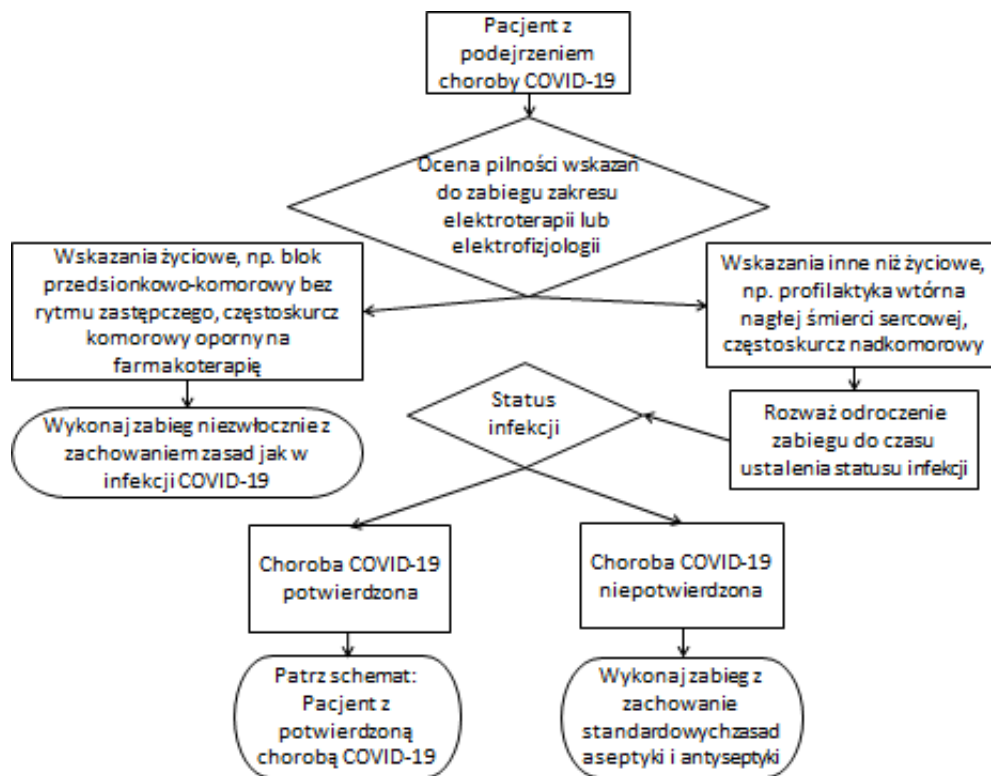 Pacjent z
podejrzeniem
choroby COVID-19
Ocena pilności wskazań
do zabiegu zakresu
elektroterapii lub
elektrofizjologii
Wskazania życiowe, np. blok
przedsionkowo-komorowy bez
rytmu zastępczego, częstoskurcz
komorowy oporny na
farmakoterapię
Wskazania inne niż życiowe,
np. profilaktyka wtórna
nagłej śmierci sercowej,
częstoskurcz nadkomorowy
Wykonaj zabieg niezwłocznie z
zachowaniem zasad jak w
infekcji COVID-19
Status
infekcji
Rozważ odroczenie
zabiegu do czasu
ustalenia statusu infekcji
Choroba COVID-19
potwierdzona
Choroba COVID-19
niepotwierdzona
Patrz schemat:
Pacjent z
potwierdzoną
chorobą COVID-19
Wykonaj zabieg z
zachowanie
standardowychzasad
aseptyki i antyseptyki